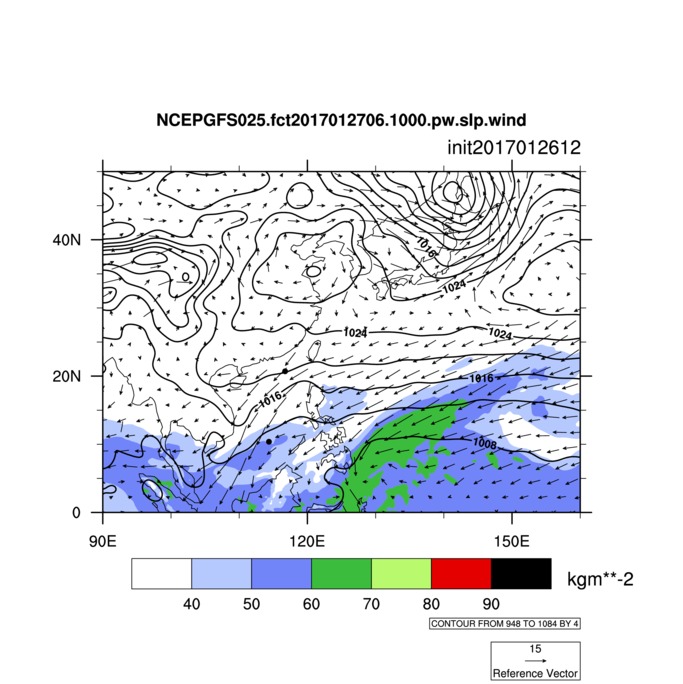 NCEPGFS025.fct2017012706.1000.pw.slp.wind
init2017012612
1016
40N
1024
1024
1024
20N
1016
1016
1008
0
90E 120E 150E
kgm**-2
40 50 60 70 80 90
CONTOUR FROM 948 TO 1084 BY 4
15
Reference Vector